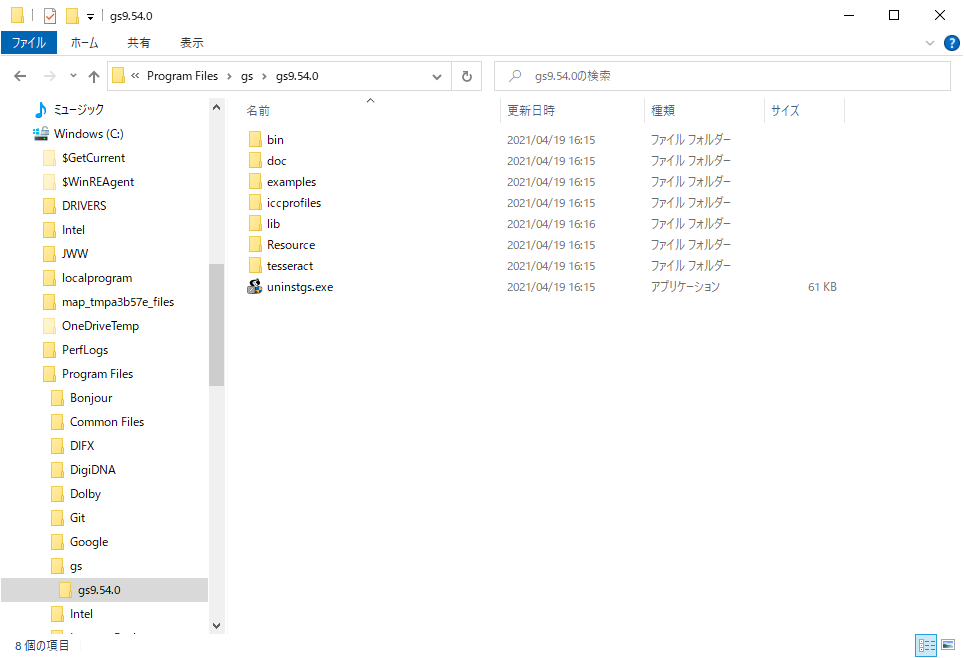 gs9.54.0
ファイル ホーム 共有 表示
« Program Files › gs › gs9.54.0
gs9.54.0の検索
ミュージック
Windows (C:)
$GetCurrent
$WinREAgent
DRIVERS
Intel
JWW
localprogram
map_tmpa3b57e_files
OneDriveTemp
PerfLogs
Program Files
Bonjour
Common Files
DIFX
DigiDNA
Dolby
Git
Google
gs
gs9.54.0
Intel
名前 更新日時 種類 サイズ
bin 2021/04/19 16:15 ファイル フォルダー
doc 2021/04/19 16:15 ファイル フォルダー
examples 2021/04/19 16:15 ファイル フォルダー
iccprofiles 2021/04/19 16:15 ファイル フォルダー
lib 2021/04/19 16:16 ファイル フォルダー
Resource 2021/04/19 16:15 ファイル フォルダー
tesseract 2021/04/19 16:15 ファイル フォルダー
uninstgs.exe 2021/04/19 16:15 アプリケーション 61 KB
8 個の項目